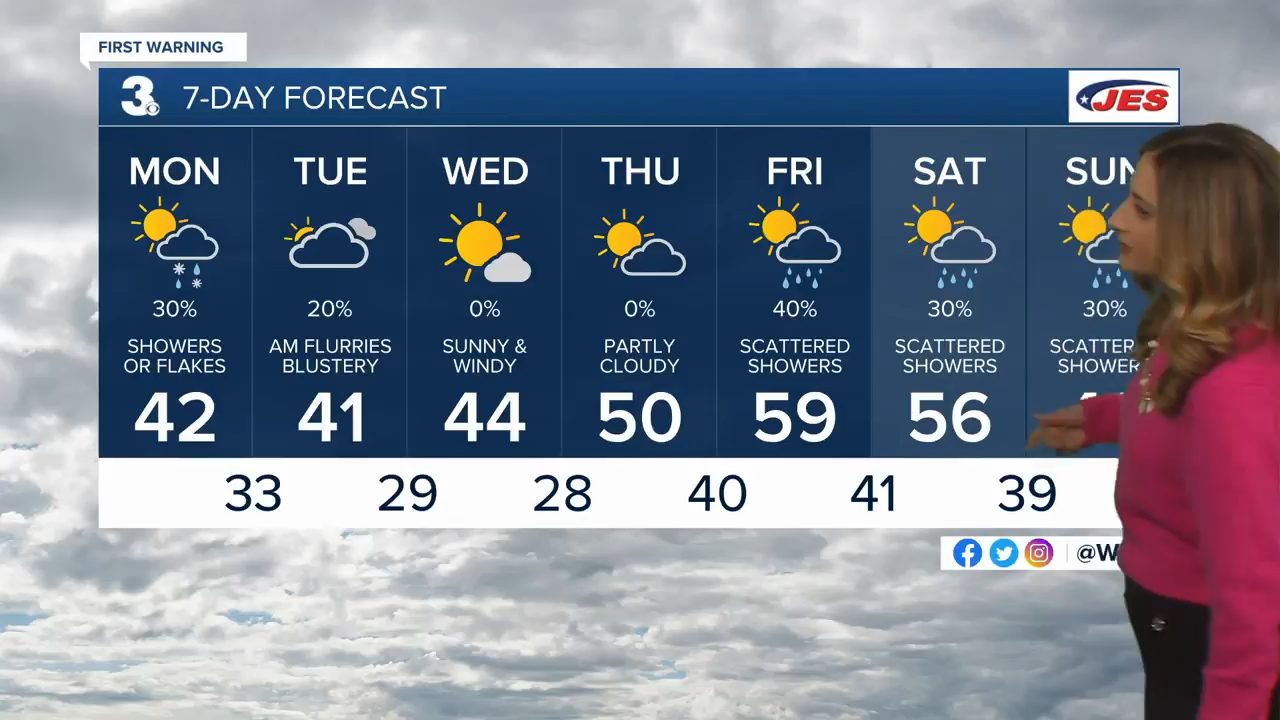 FIRST WARNING
3 7-DAY FORECAST JES
MON TUE WED THU FRI SAT SUN
30% 20% 0% 0% 40% 30% 30%
SHOWERS AM FLURRIES SUNNY & PARTLY SCATTERED SCATTERED
OR FLAKES BLUSTERY WINDY CLOUDY SHOWERS SHOWERS
42 41 44 50 59 56
33 29 28 40 41 39